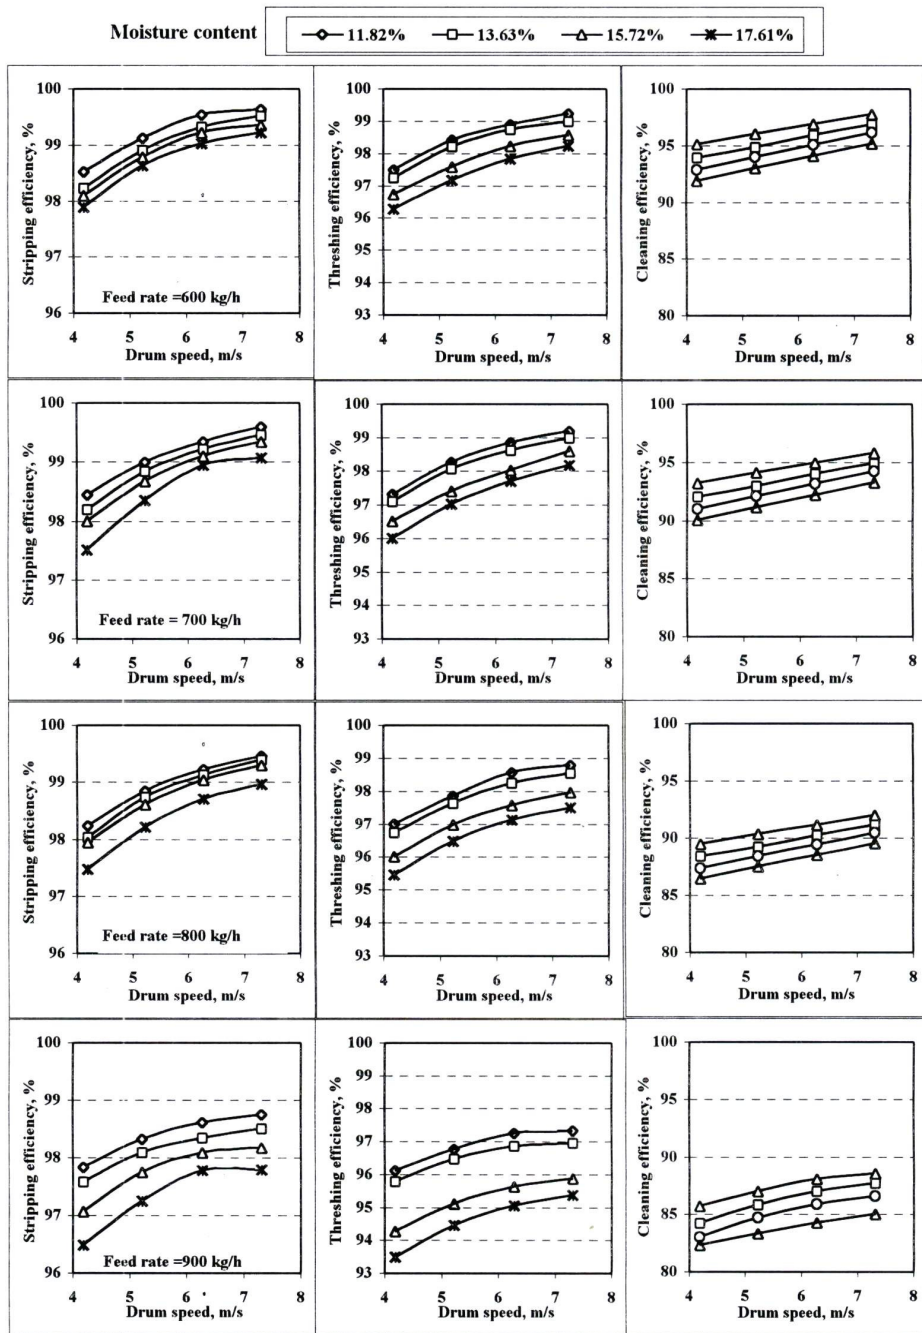 Moisture content 11.82% 13.63% 15.72% 17.61%
Stripping efficiency, %
100
99
98
97
96
Feed rate =600 kg/h
4 5 6 7 8
Drum speed, m/s
Threshing efficiency, %
100
99
98
97
96
95
94
93
4 5 6 7 8
Drum speed, m/s
Cleaning efficiency, %
100
95
90
85
80
4 5 6 7 8
Drum speed, m/s
Stripping efficiency, %
100
99
98
97
96
Feed rate = 700 kg/h
4 5 6 7 8
Drum speed, m/s
Threshing efficiency, %
100
99
98
97
96
95
94
93
4 5 6 7 8
Drum speed, m/s
Cleaning efficiency, %
100
95
90
85
80
4 5 6 7 8
Drum speed, m/s
Stripping efficiency, %
100
99
98
97
96
Feed rate =800 kg/h
4 5 6 7 8
Drum speed, m/s
Threshing efficiency, %
100
99
98
97
96
95
94
93
4 5 6 7 8
Drum speed, m/s
Cleaning efficiency, %
100
95
90
85
80
4 5 6 7 8
Drum speed, m/s
Stripping efficiency, %
100
99
98
97
96
Feed rate =900 kg/h
4 5 6 7 8
Drum speed, m/s
Threshing efficiency, %
100
99
98
97
96
95
94
93
4 5 6 7 8
Drum speed, m/s
Cleaning efficiency, %
100
95
90
85
80
4 5 6 7 8
Drum speed, m/s